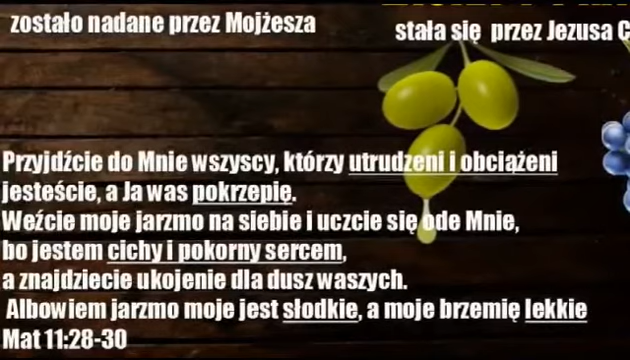 zostało nadane przez Mojżesza
stała się przez Jezusa
Przyjdźcie do Mnie wszyscy, którzy utrudzeni i obciążeni
jesteście, a Ja was pokrzepię.
Weźcie moje jarzmo na siebie i uczcie się ode Mnie,
bo jestem cichy i pokorny sercem,
a znajdziecie ukojenie dla dusz waszych.
Albowiem jarzmo moje jest słodkie, a moje brzemię lekkie
Mat 11:28-30